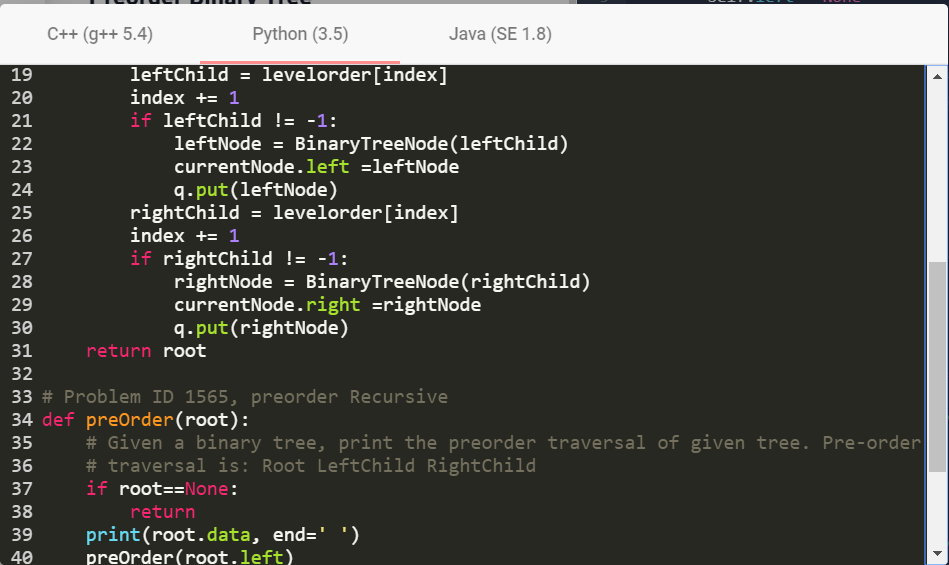 Preorder Binary Tree
C++ (g++ 5.4) Python (3.5) Java (SE 1.8)
19 leftChild = levelorder[index]
20 index += 1
21 if leftChild != -1:
22 leftNode = BinaryTreeNode(leftChild)
23 currentNode.left =leftNode
24 q.put(leftNode)
25 rightChild = levelorder[index]
26 index += 1
27 if rightChild != -1:
28 rightNode = BinaryTreeNode(rightChild)
29 currentNode.right =rightNode
30 q.put(rightNode)
31 return root
32
33 # Problem ID 1565, preorder Recursive
34 def preOrder(root):
35 # Given a binary tree, print the preorder traversal of given tree. Pre-order
36 # traversal is: Root LeftChild RightChild
37 if root==None:
38 return
39 print(root.data, end=' ')
40 preOrder(root.left)